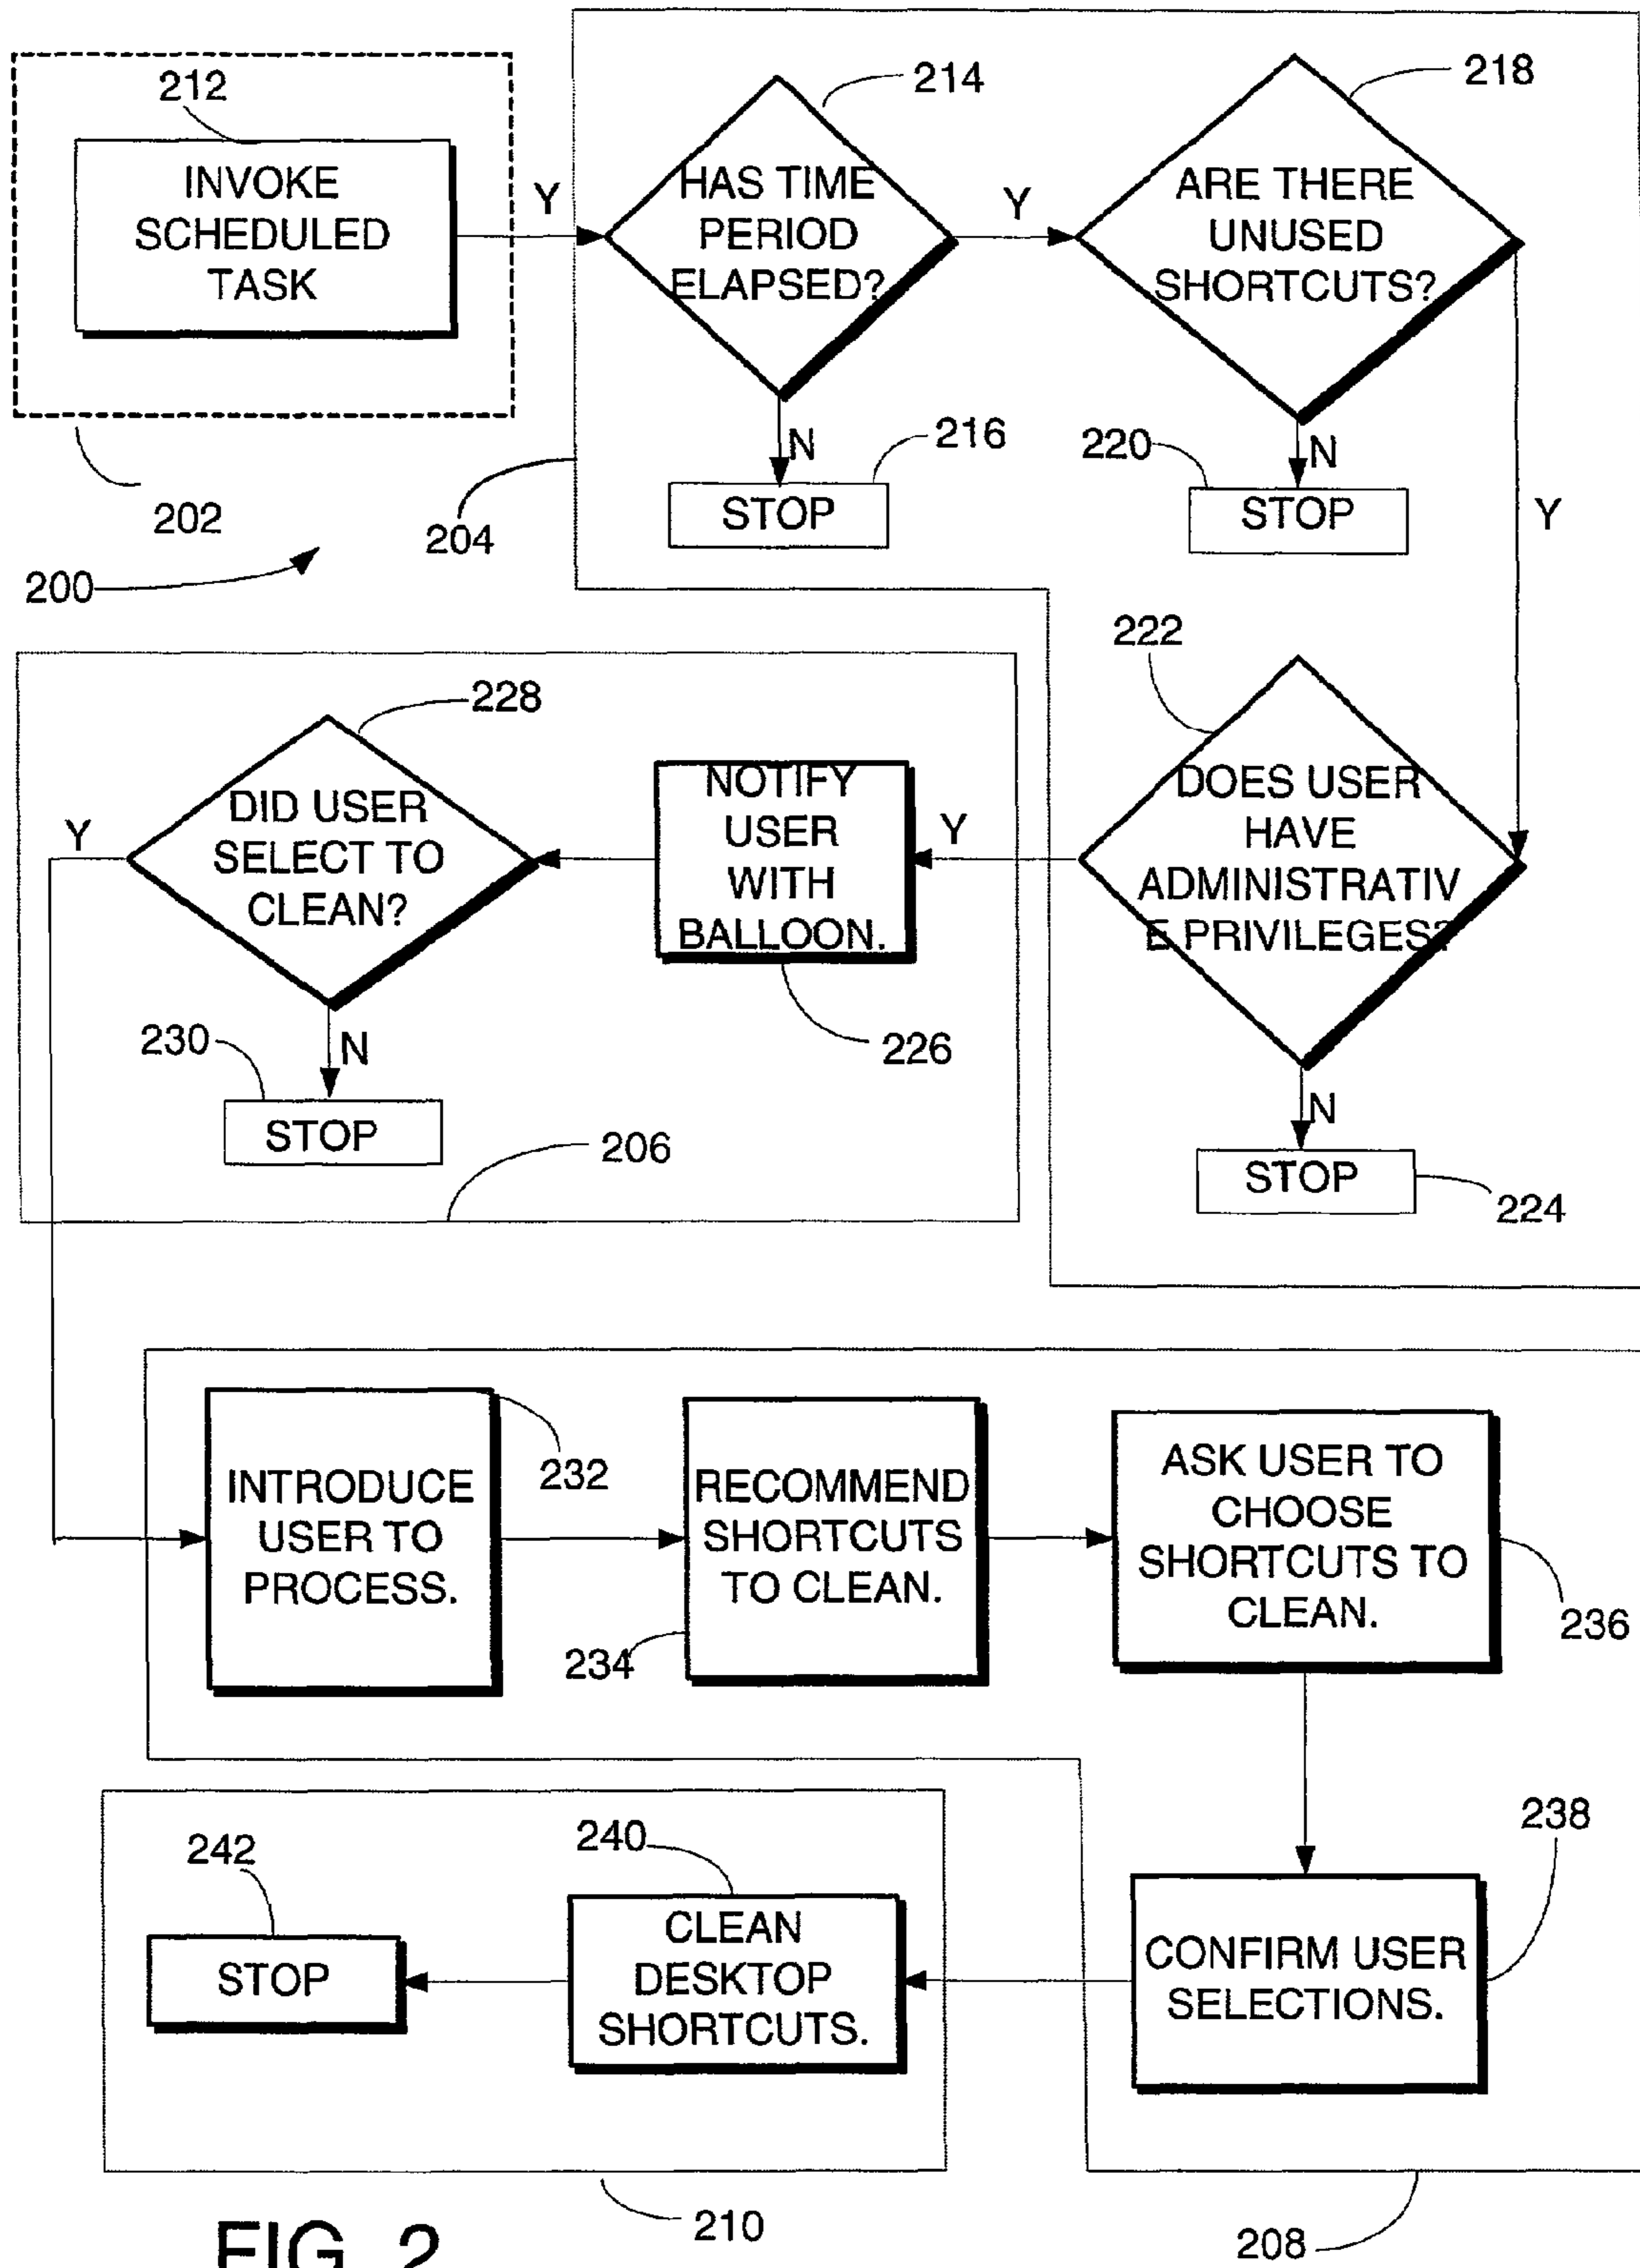 212
INVOKE
SCHEDULED
TASK
202
200
Y
204
214
HAS TIME
PERIOD
ELAPSED?
N
216
STOP
Y
218
ARE THERE
UNUSED
SHORTCUTS?
N
220
STOP
Y
222
DOES USER
HAVE
ADMINISTRATIV
E PRIVILEGES?
N
STOP
224
Y
NOTIFY
USER
WITH
BALLOON.
226
228
DID USER
SELECT TO
CLEAN?
Y
N
230
STOP
206
INTRODUCE
USER TO
PROCESS.
232
RECOMMEND
SHORTCUTS
TO CLEAN.
234
ASK USER TO
CHOOSE
SHORTCUTS TO
CLEAN.
236
238
CONFIRM USER
SELECTIONS.
240
CLEAN
DESKTOP
SHORTCUTS.
242
STOP
210
208
FIG. 2